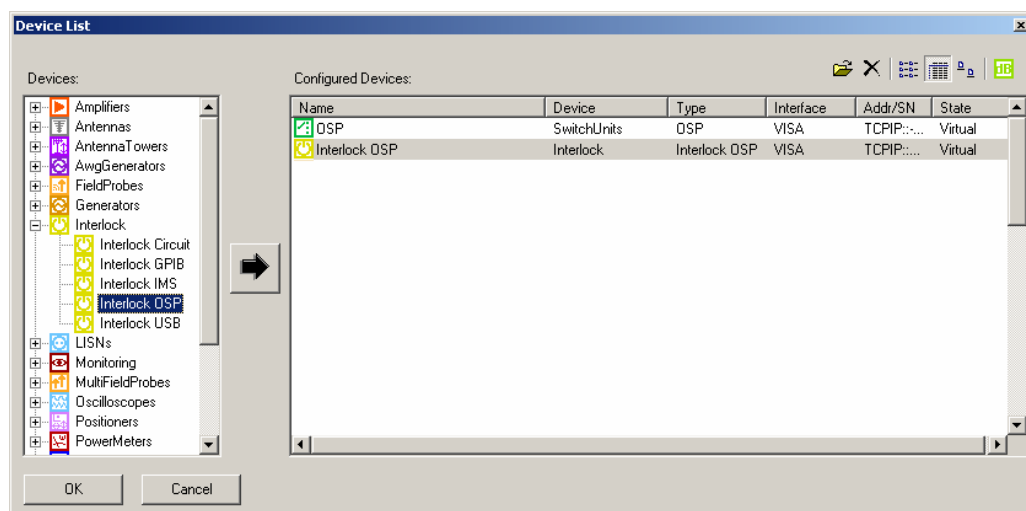 Device List
Devices:
Configured Devices:
dB
Amplifiers
Antennas
AntennaTowers
AwgGenerators
FieldProbes
Generators
Interlock
Interlock Circuit
Interlock GPIB
Interlock IMS
Interlock OSP
Interlock USB
LISNs
Monitoring
MultiFieldProbes
Oscilloscopes
Positioners
PowerMeters
Name Device Type Interface Addr/SN State
OSP SwitchUnits OSP VISA TCPIP::-... Virtual
Interlock OSP Interlock Interlock OSP VISA TCPIP::... Virtual
OK Cancel